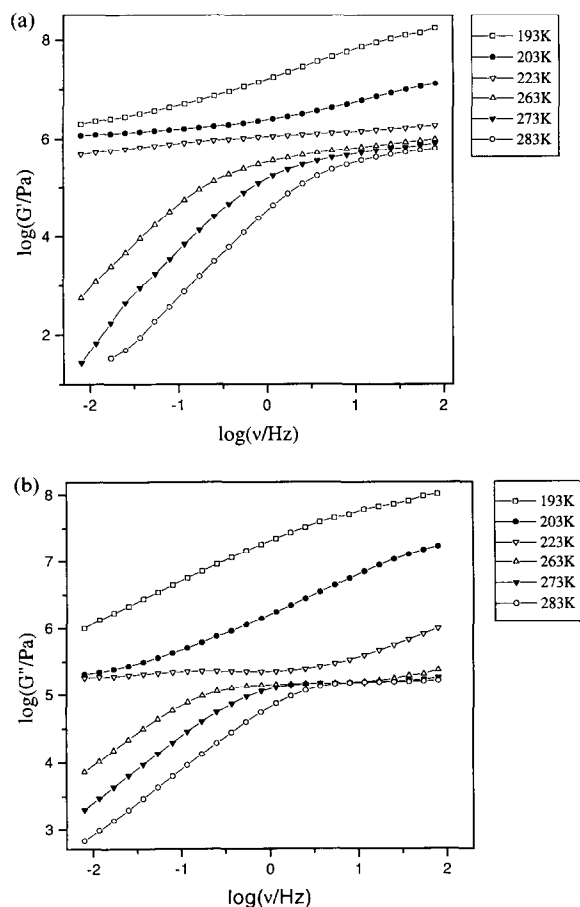 (a)
8
6
4
2
log(G'/Pa)
-2 -1 0 1 2
log(ν/Hz)
193K
203K
223K
263K
273K
283K
(b)
8
7
6
5
4
3
log(G"/Pa)
-2 -1 0 1 2
log(ν/Hz)
193K
203K
223K
263K
273K
283K